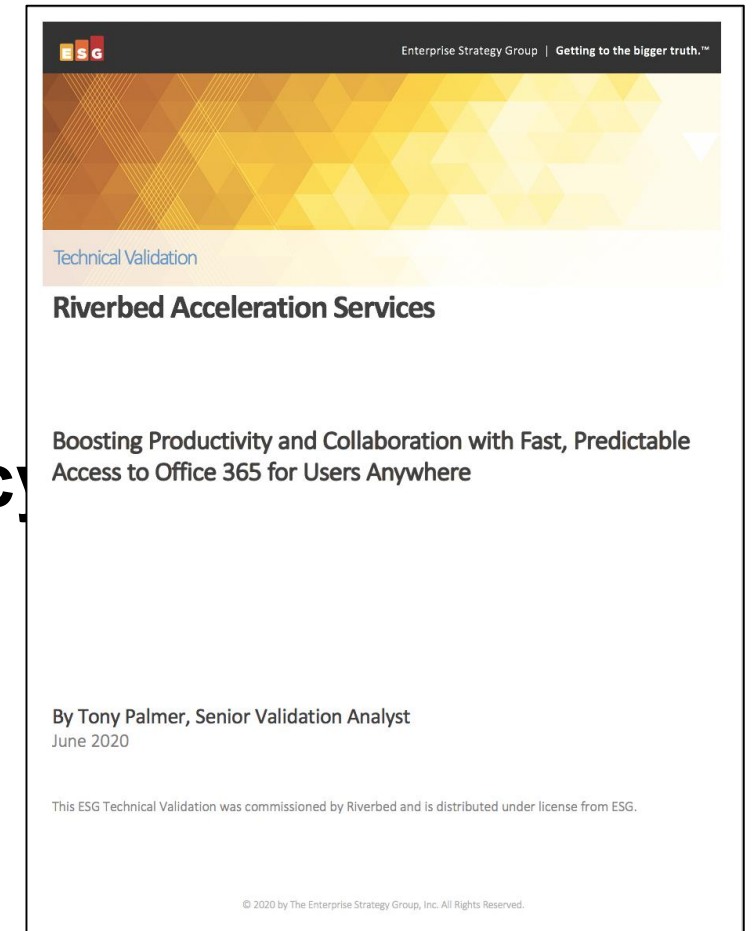 ESG
Enterprise Strategy Group | Getting to the bigger truth.™
Technical Validation
Riverbed Acceleration Services
Boosting Productivity and Collaboration with Fast, Predictable
Access to Office 365 for Users Anywhere
By Tony Palmer, Senior Validation Analyst
June 2020
This ESG Technical Validation was commissioned by Riverbed and is distributed under license from ESG.
© 2020 by The Enterprise Strategy Group, Inc. All Rights Reserved.